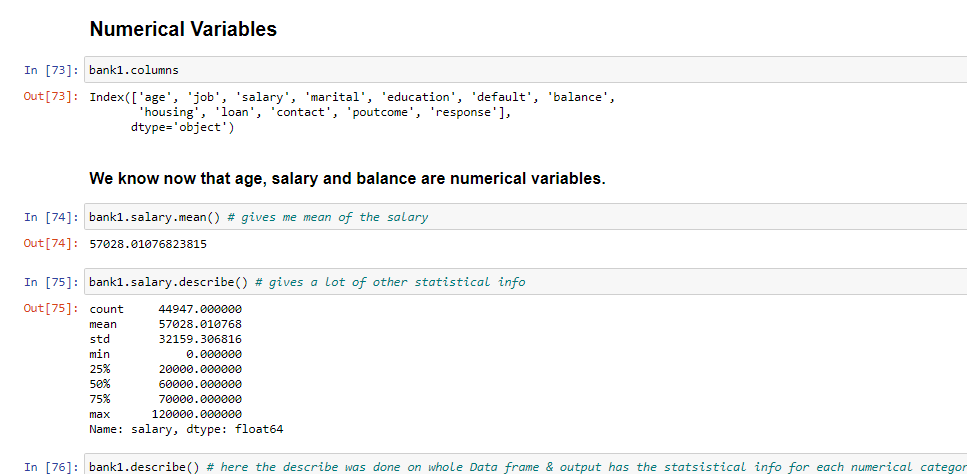 Numerical Variables
In [73]: bank1.columns
Out[73]: Index(['age', 'job', 'salary', 'marital', 'education', 'default', 'balance',
'housing', 'loan', 'contact', 'poutcome', 'response'],
dtype='object')
We know now that age, salary and balance are numerical variables.
In [74]: bank1.salary.mean() # gives me mean of the salary
Out[74]: 57028.01076823815
In [75]: bank1.salary.describe() # gives a lot of other statistical info
Out[75]: count 44947.000000
mean 57028.010768
std 32159.306816
min 0.000000
25% 20000.000000
50% 60000.000000
75% 70000.000000
max 120000.000000
Name: salary, dtype: float64
In [76]: bank1.describe() # here the describe was done on whole Data frame & output has the statsistical info for each numerical categor